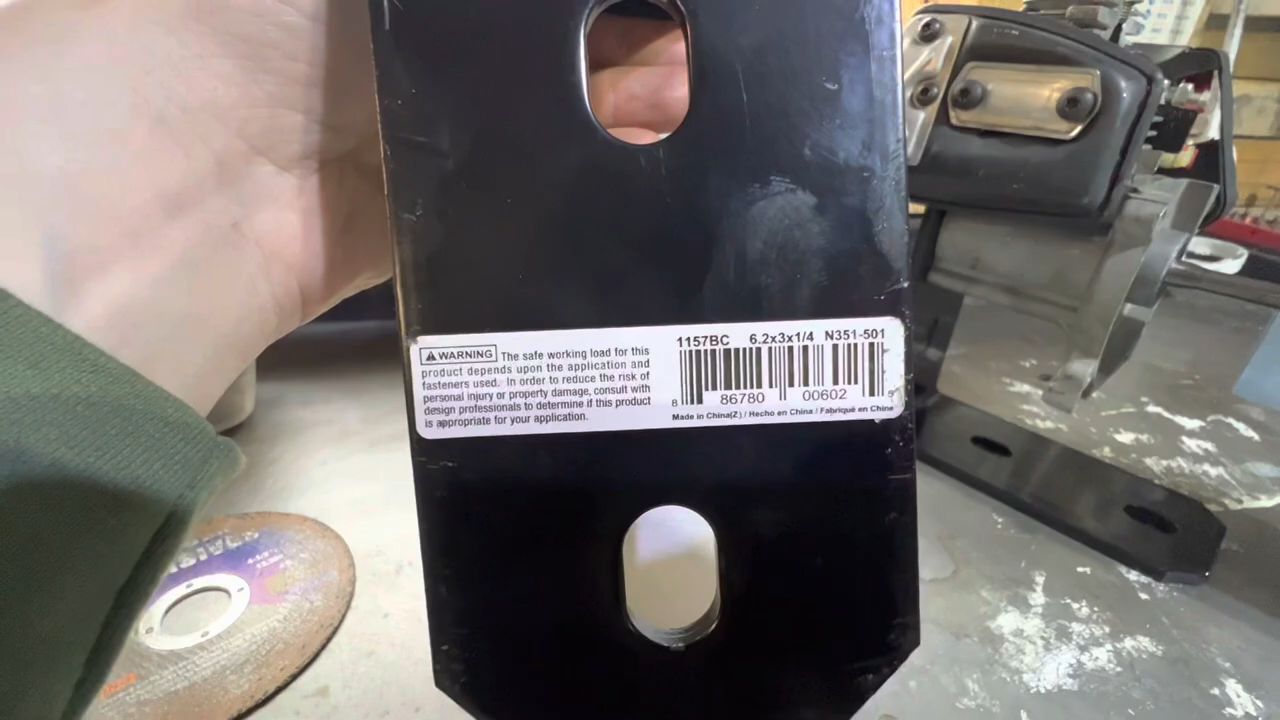 WARNING The safe working load for this
product depends upon the application and
fasteners used. In order to reduce the risk of
personal injury or property damage, consult with
design professionals to determine if this product
is appropriate for your application.
1157BC 6.2x3x1/4 N351-501
8 86780 00602 5
Made in China(Z) / Hecho en China / Fabriqué en Chine